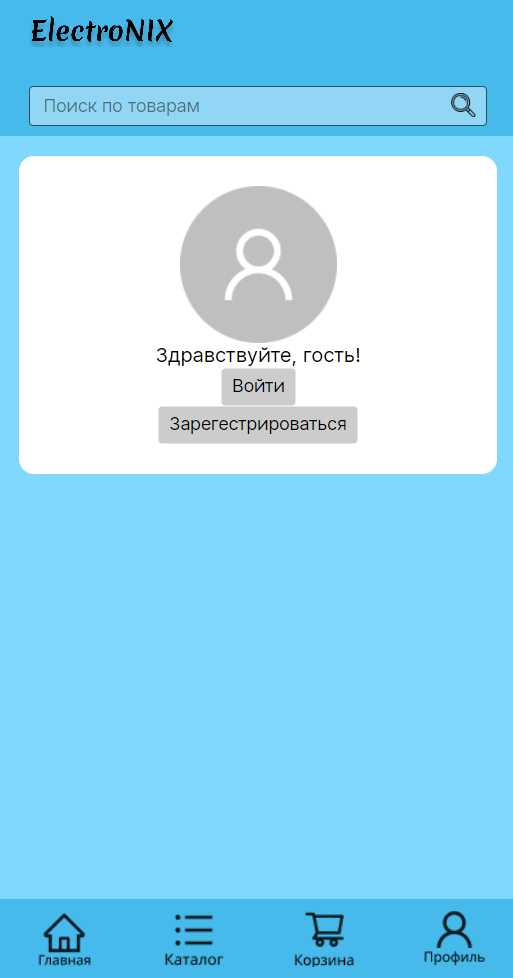 ElectroNIX
Поиск по товарам
Здравствуйте, гость!
Войти
Зарегестрироваться
Главная
Каталог
Корзина
Профиль